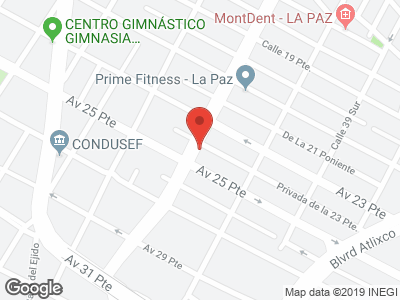 CENTRO GIMNÁSTICO
GIMNASIA…
MontDent - LA PAZ
Calle 19 Pte.
Prime Fitness - La Paz
Av 25 Pte
Calle 39 Sur
De La 21 Poniente
CONDUSEF
Av 25 Pte
Av 23 Pte
Privada de la 23 Pte.
Blvrd Atlixco
Av 29 Pte
Av 31 Pte
del Ejido
Google
©2019 INEGI